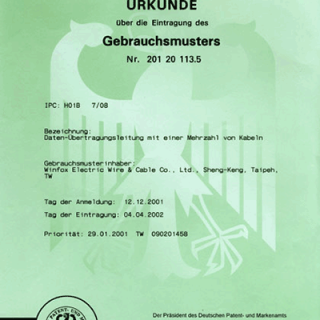 URKUNDE
über die Eintragung des
Gebrauchsmusters
Nr. 201 20 113.5
IPC: H01B 7/08
Bezeichnung:
Daten-Übertragungsleitung mit einer Mehrzahl von Kabeln
Gebrauchsmusterinhaber:
Winfox Electric Wire & Cable Co., Ltd., Sheng-Keng, Taipeh,
TW
Tag der Anmeldung: 12.12.2001
Tag der Eintragung: 04.04.2002
Priorität: 29.01.2001 TW 090201458
Der Präsident des Deutschen Patent- und Markenamts
PATENT- UND